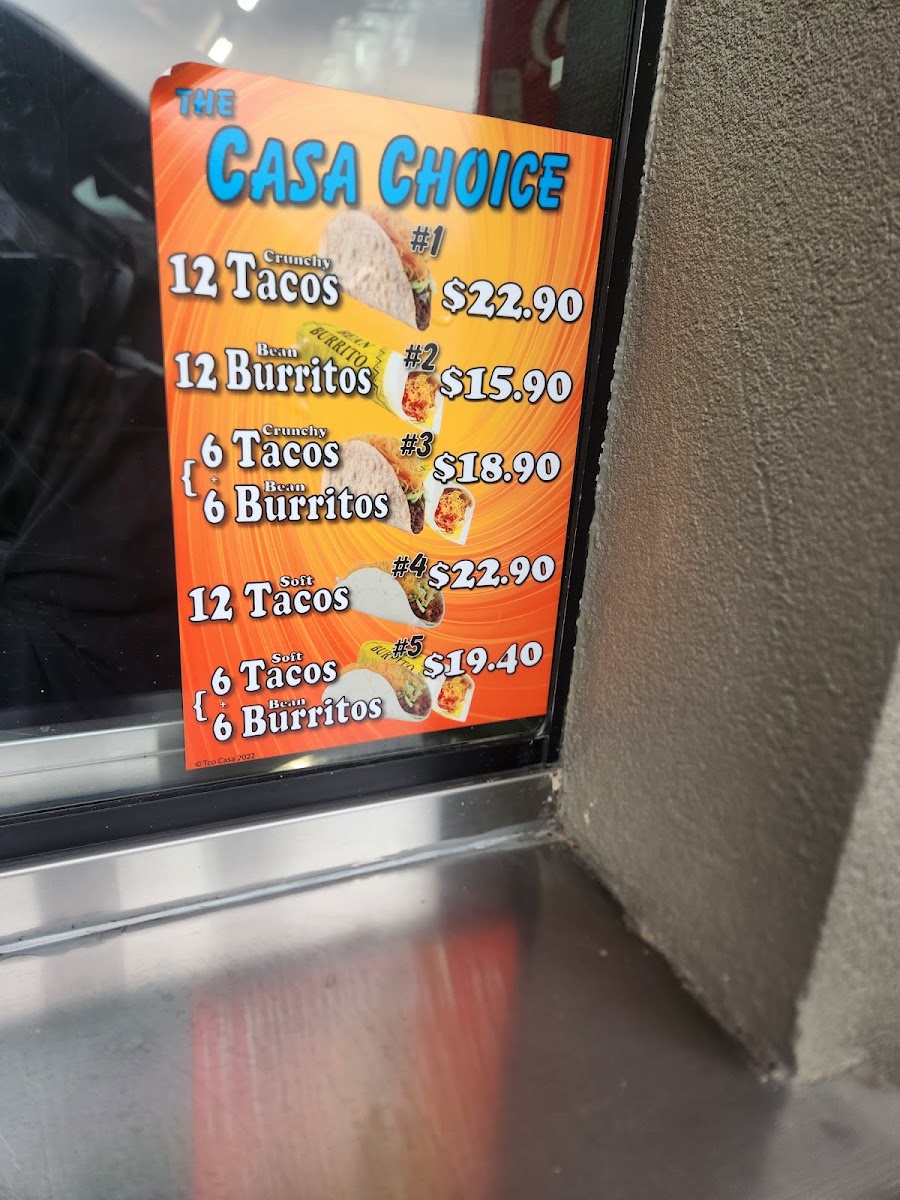 THE
CASA CHOICE
#1
Crunchy
12 Tacos
$22.90
BEAN
BURRITO
#2
Bean
12 Burritos
$15.90
#3
Crunchy
6 Tacos
+
Bean
6 Burritos
$18.90
#4
Soft
12 Tacos
$22.90
#5
Soft
6 Tacos
+
Bean
6 Burritos
$19.40
© Tco Casa 2022